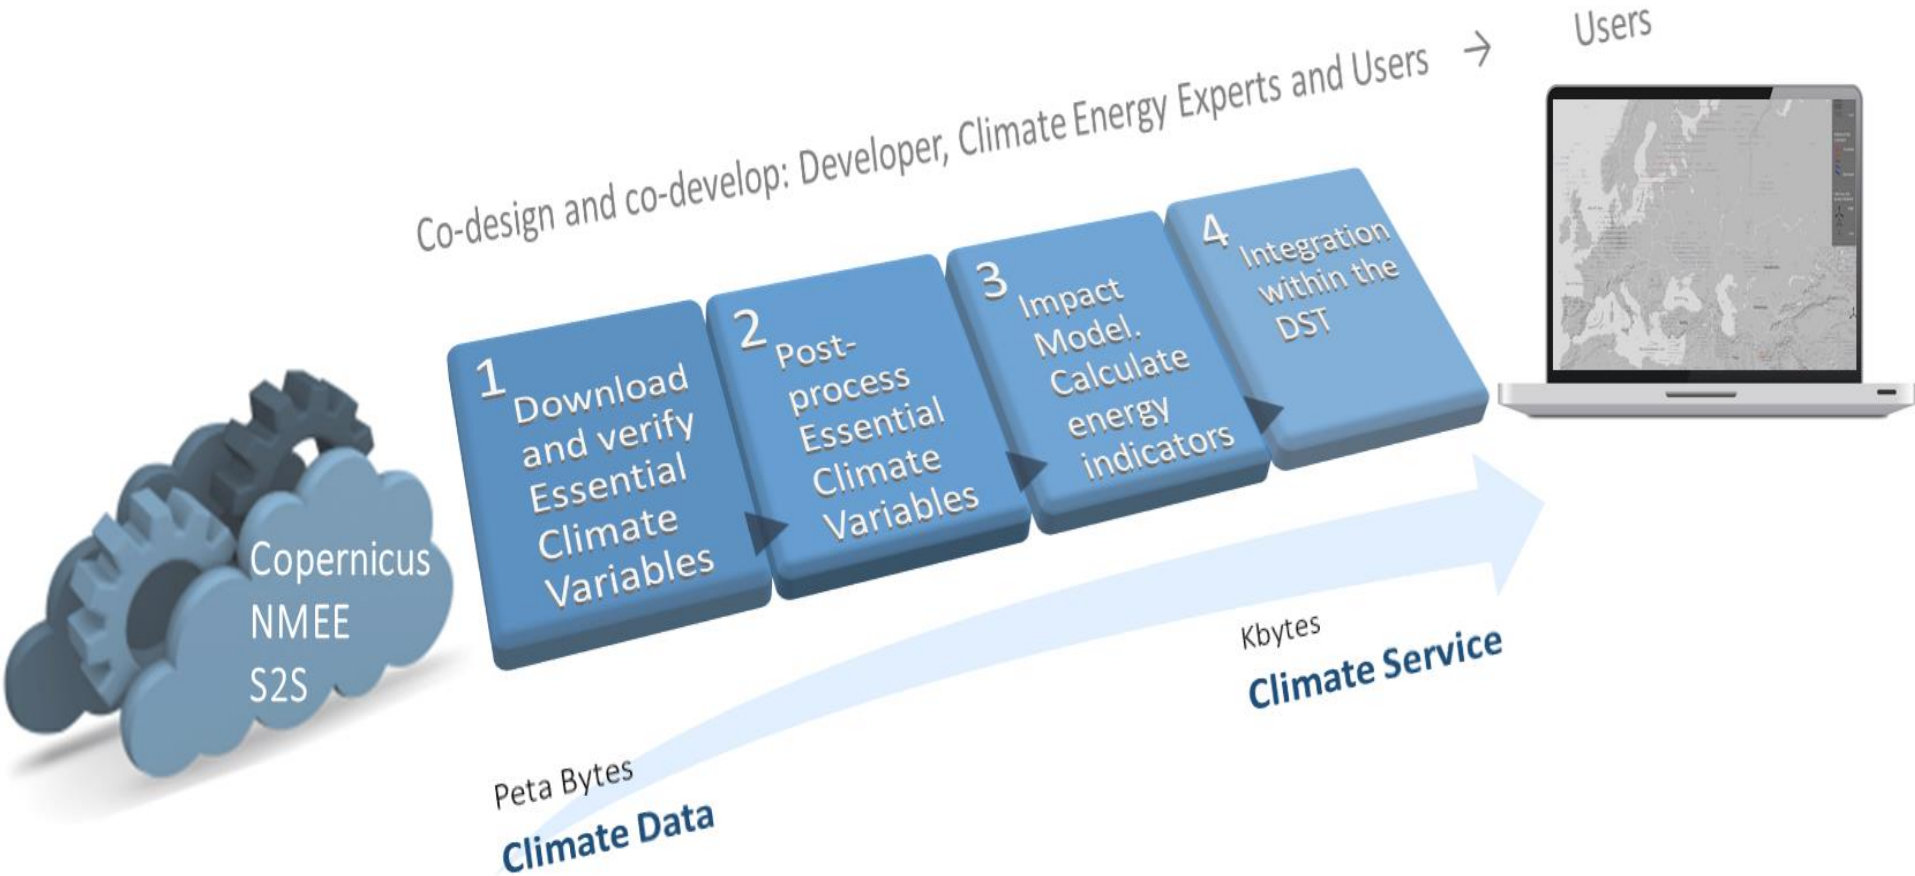 Users
Co-design and co-develop: Developer, Climate Energy Experts and Users →
1
Download
and verify
Essential
Climate
Variables
2
Post-
process
Essential
Climate
Variables
3
Impact
Model.
Calculate
energy
indicators
4
Integration
within the
DST
Copernicus
NMEE
S2S
Kbytes
Climate Service
Peta Bytes
Climate Data